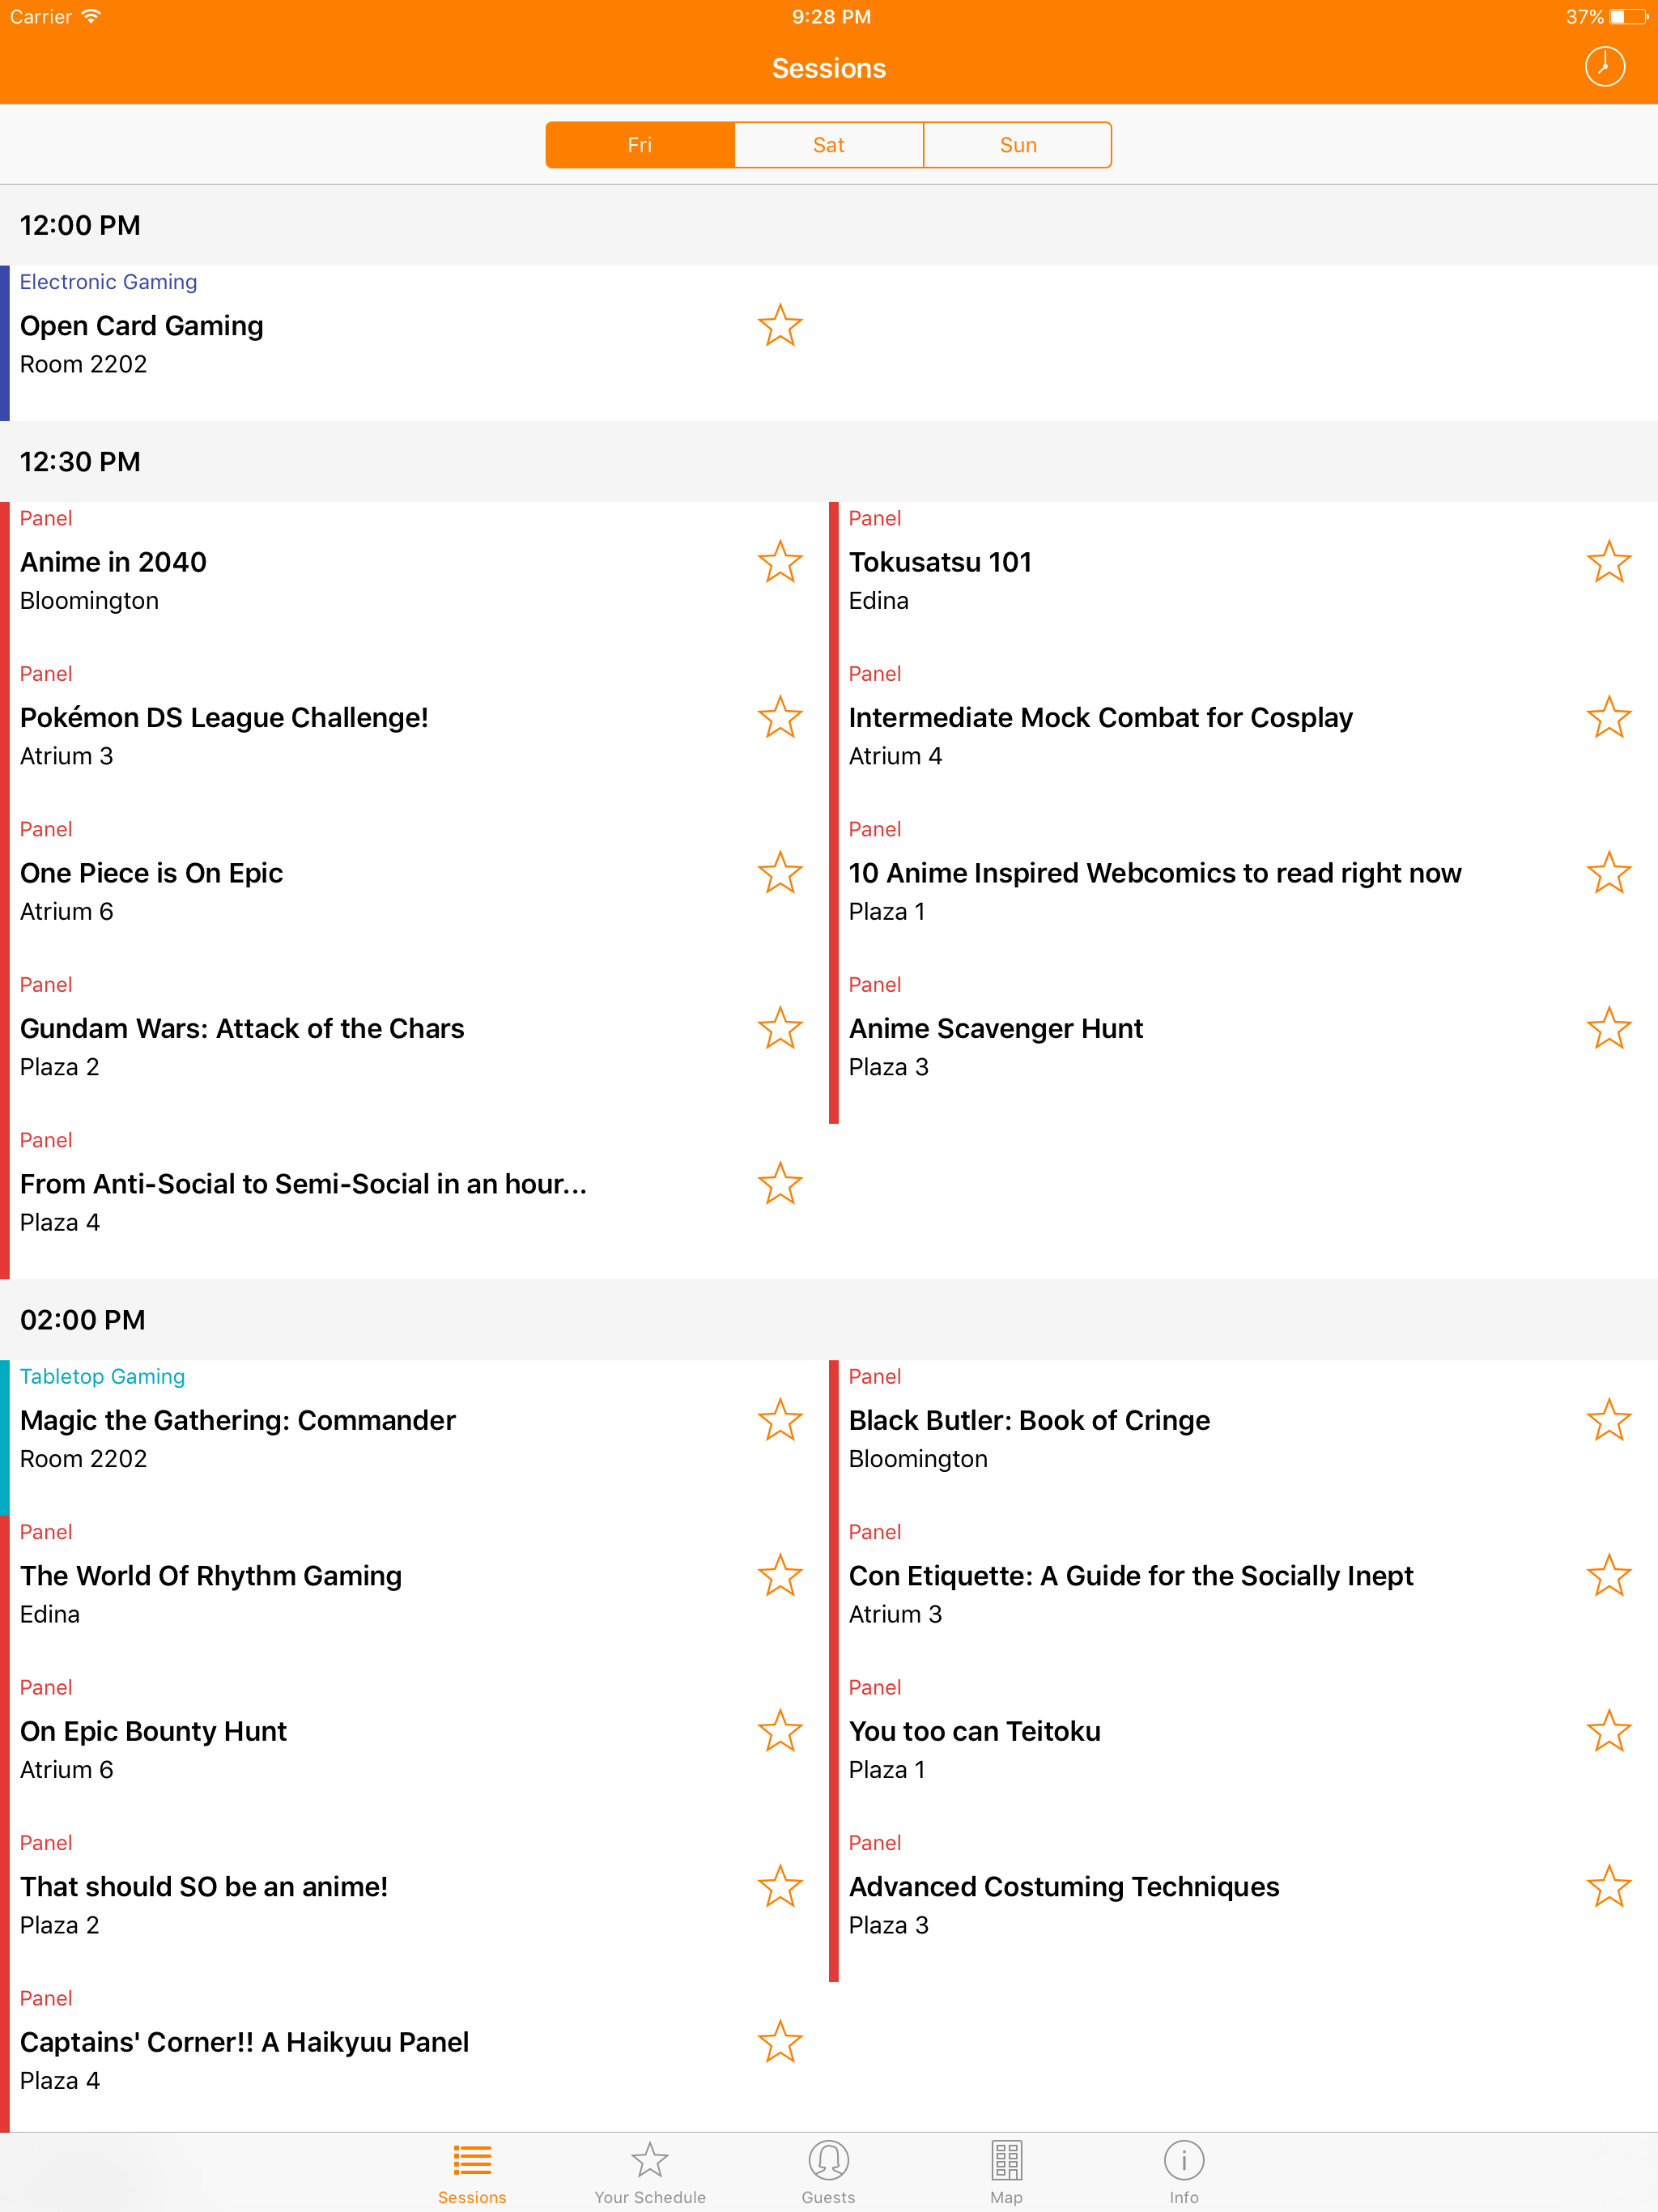 Carrier
9:28 PM
37%
Sessions
Fri
Sat
Sun
12:00 PM
Electronic Gaming
Open Card Gaming
Room 2202
12:30 PM
Panel
Anime in 2040
Bloomington
Panel
Tokusatsu 101
Edina
Panel
Pokémon DS League Challenge!
Atrium 3
Panel
Intermediate Mock Combat for Cosplay
Atrium 4
Panel
One Piece is On Epic
Atrium 6
Panel
10 Anime Inspired Webcomics to read right now
Plaza 1
Panel
Gundam Wars: Attack of the Chars
Plaza 2
Panel
Anime Scavenger Hunt
Plaza 3
Panel
From Anti-Social to Semi-Social in an hour...
Plaza 4
02:00 PM
Tabletop Gaming
Magic the Gathering: Commander
Room 2202
Panel
Black Butler: Book of Cringe
Bloomington
Panel
The World Of Rhythm Gaming
Edina
Panel
Con Etiquette: A Guide for the Socially Inept
Atrium 3
Panel
On Epic Bounty Hunt
Atrium 6
Panel
You too can Teitoku
Plaza 1
Panel
That should SO be an anime!
Plaza 2
Panel
Advanced Costuming Techniques
Plaza 3
Panel
Captains' Corner!! A Haikyuu Panel
Plaza 4
Sessions
Your Schedule
Guests
Map
Info